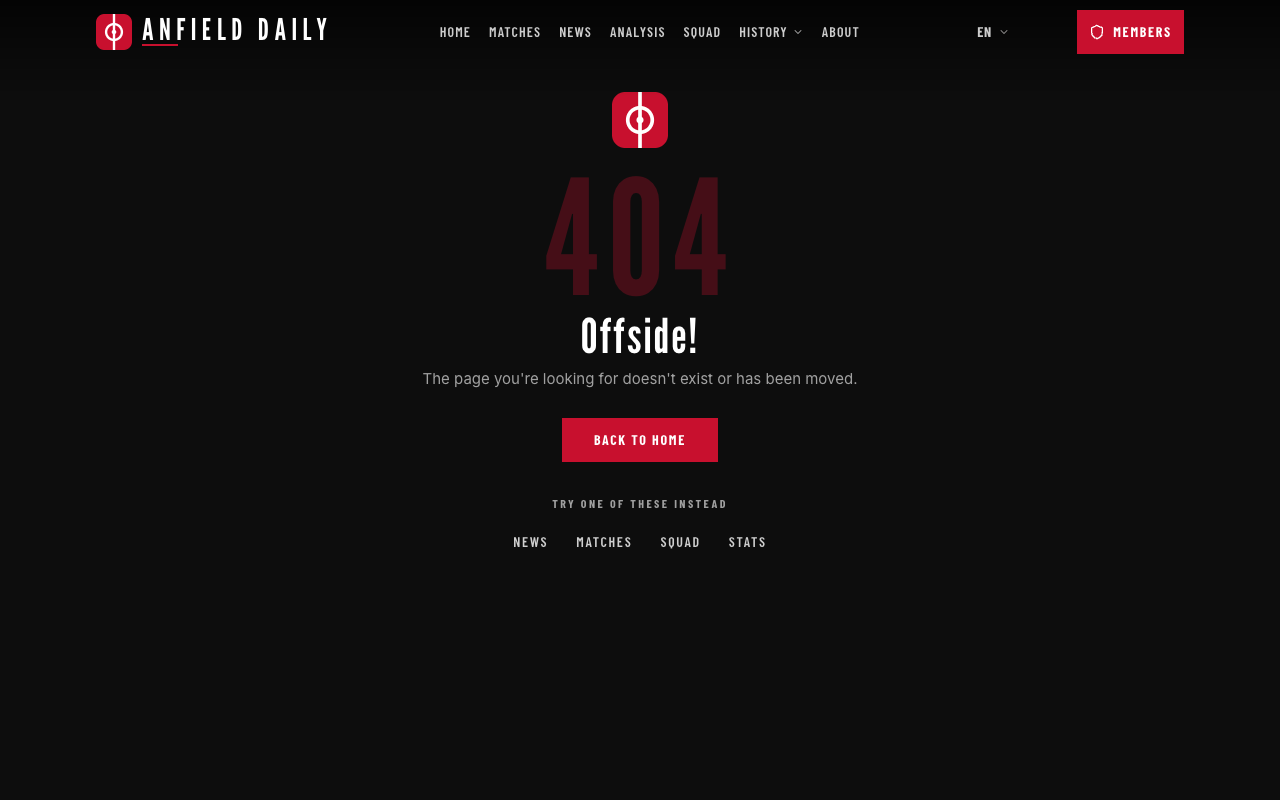 ANFIELD DAILY
HOME MATCHES NEWS ANALYSIS SQUAD HISTORY ABOUT
EN
MEMBERS
404
Offside!
The page you're looking for doesn't exist or has been moved.
BACK TO HOME
TRY ONE OF THESE INSTEAD
NEWS MATCHES SQUAD STATS